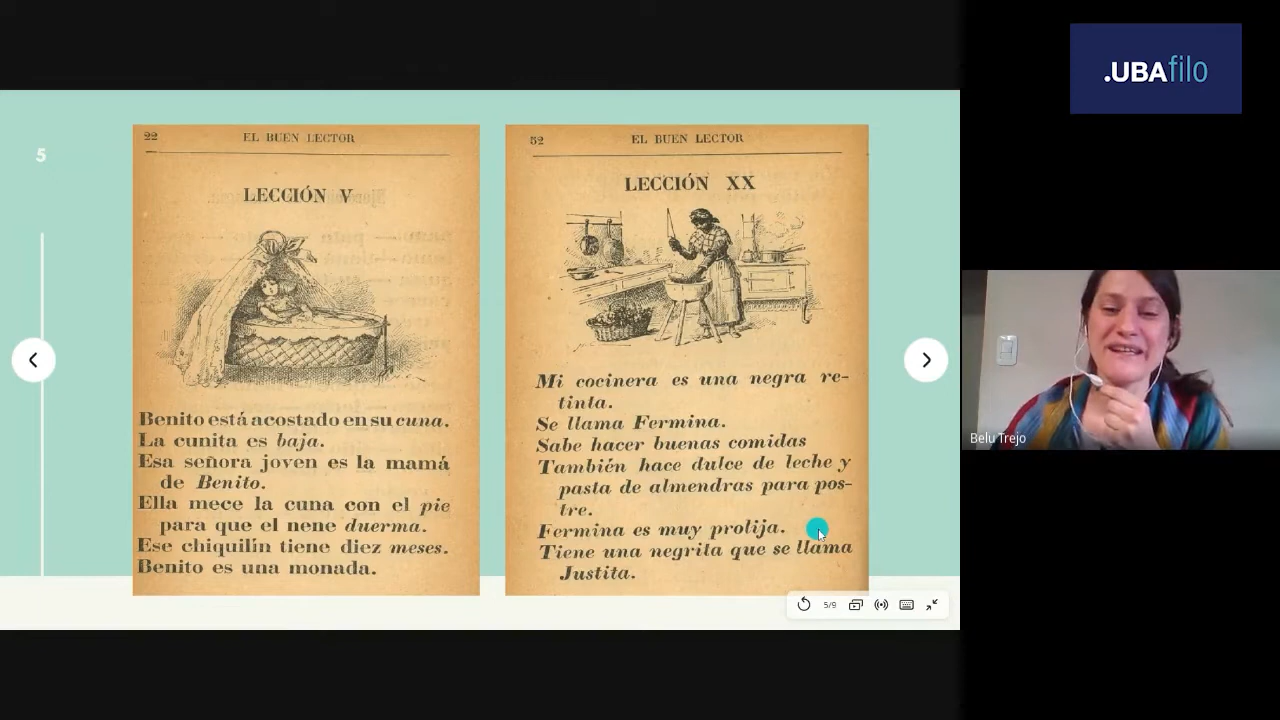 .UBAfilo
5
22
EL BUEN LECTOR
LECCIÓN V
Benito está acostado en su cuna.
La cunita es baja.
Esa señora joven es la mamá
de Benito.
Ella mece la cuna con el pie
para que el nene duerma.
Ese chiquilín tiene diez meses.
Benito es una monada.
52
EL BUEN LECTOR
LECCIÓN XX
Mi cocinera es una negra re-
tinta.
Se llama Fermina.
Sabe hacer buenas comidas
También hace dulce de leche y
pasta de almendras para pos-
tre.
Fermina es muy prolija.
Tiene una negrita que se llama
Justita.
5/9
Belu Trejo